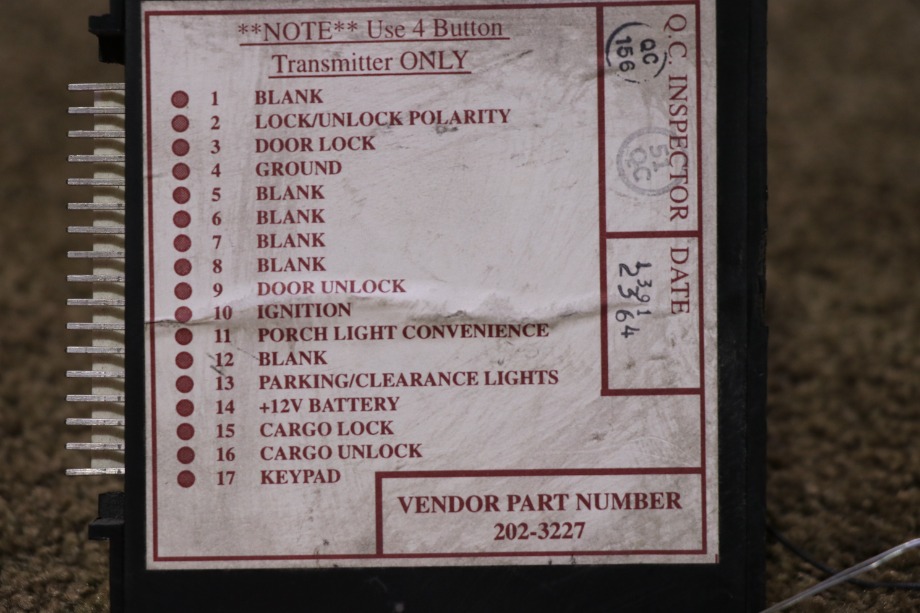 **NOTE** Use 4 Button
Transmitter ONLY
1 BLANK
2 LOCK/UNLOCK POLARITY
3 DOOR LOCK
4 GROUND
5 BLANK
6 BLANK
7 BLANK
8 BLANK
9 DOOR UNLOCK
10 IGNITION
11 PORCH LIGHT CONVENIENCE
12 BLANK
13 PARKING/CLEARANCE LIGHTS
14 +12V BATTERY
15 CARGO LOCK
16 CARGO UNLOCK
17 KEYPAD
Q.C. INSPECTOR
QC
156
51
QC
DATE
VENDOR PART NUMBER
202-3227